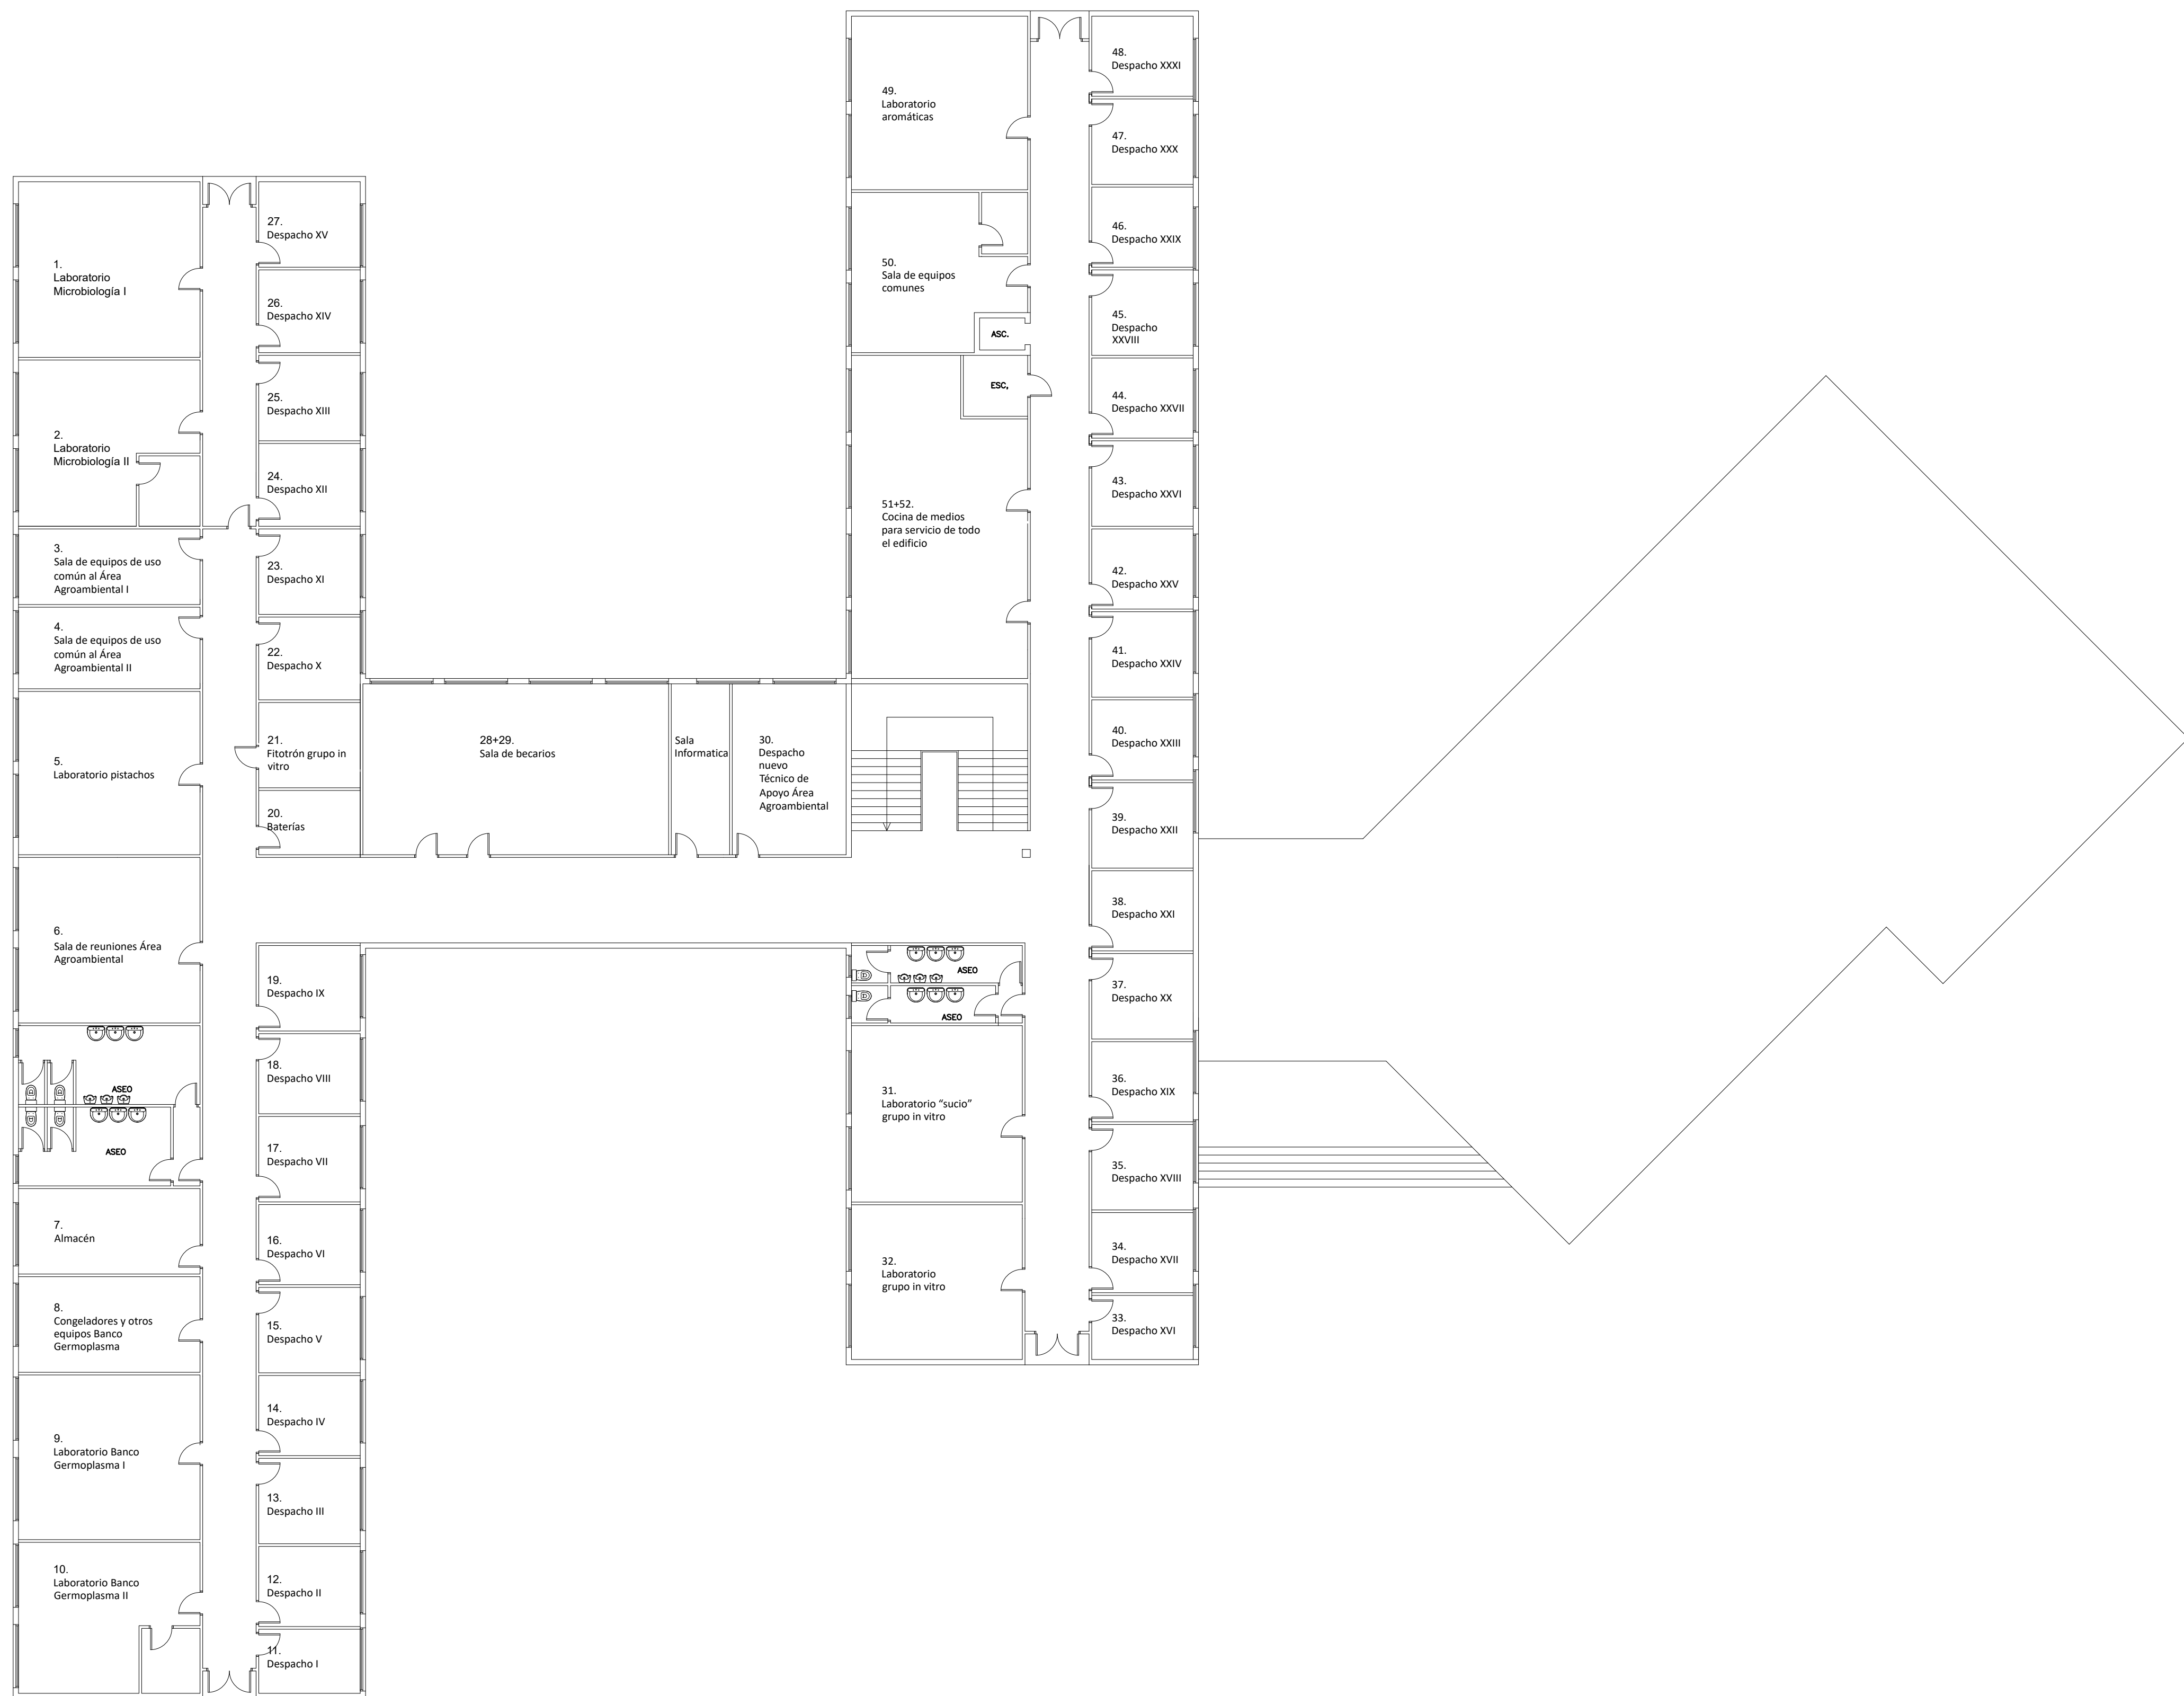 1.
Laboratorio
Microbiología I
2.
Laboratorio
Microbiología II
3.
Sala de equipos de uso
común al Área
Agroambiental I
4.
Sala de equipos de uso
común al Área
Agroambiental II
5.
Laboratorio pistachos
6.
Sala de reuniones Área
Agroambiental
ASEO
ASEO
7.
Almacén
8.
Congeladores y otros
equipos Banco
Germoplasma
9.
Laboratorio Banco
Germoplasma I
10.
Laboratorio Banco
Germoplasma II
27.
Despacho XV
26.
Despacho XIV
25.
Despacho XIII
24.
Despacho XII
23.
Despacho XI
22.
Despacho X
21.
Fitotrón grupo in
vitro
20.
Baterías
19.
Despacho IX
18.
Despacho VIII
17.
Despacho VII
16.
Despacho VI
15.
Despacho V
14.
Despacho IV
13.
Despacho III
12.
Despacho II
11.
Despacho I
28+29.
Sala de becarios
Sala
Informatica
30.
Despacho
nuevo
Técnico de
Apoyo Área
Agroambiental
49.
Laboratorio
aromáticas
50.
Sala de equipos
comunes
ASC.
ESC,
51+52.
Cocina de medios
para servicio de todo
el edificio
ASEO
ASEO
31.
Laboratorio “sucio”
grupo in vitro
32.
Laboratorio
grupo in vitro
48.
Despacho XXXI
47.
Despacho XXX
46.
Despacho XXIX
45.
Despacho
XXVIII
44.
Despacho XXVII
43.
Despacho XXVI
42.
Despacho XXV
41.
Despacho XXIV
40.
Despacho XXIII
39.
Despacho XXII
38.
Despacho XXI
37.
Despacho XX
36.
Despacho XIX
35.
Despacho XVIII
34.
Despacho XVII
33.
Despacho XVI